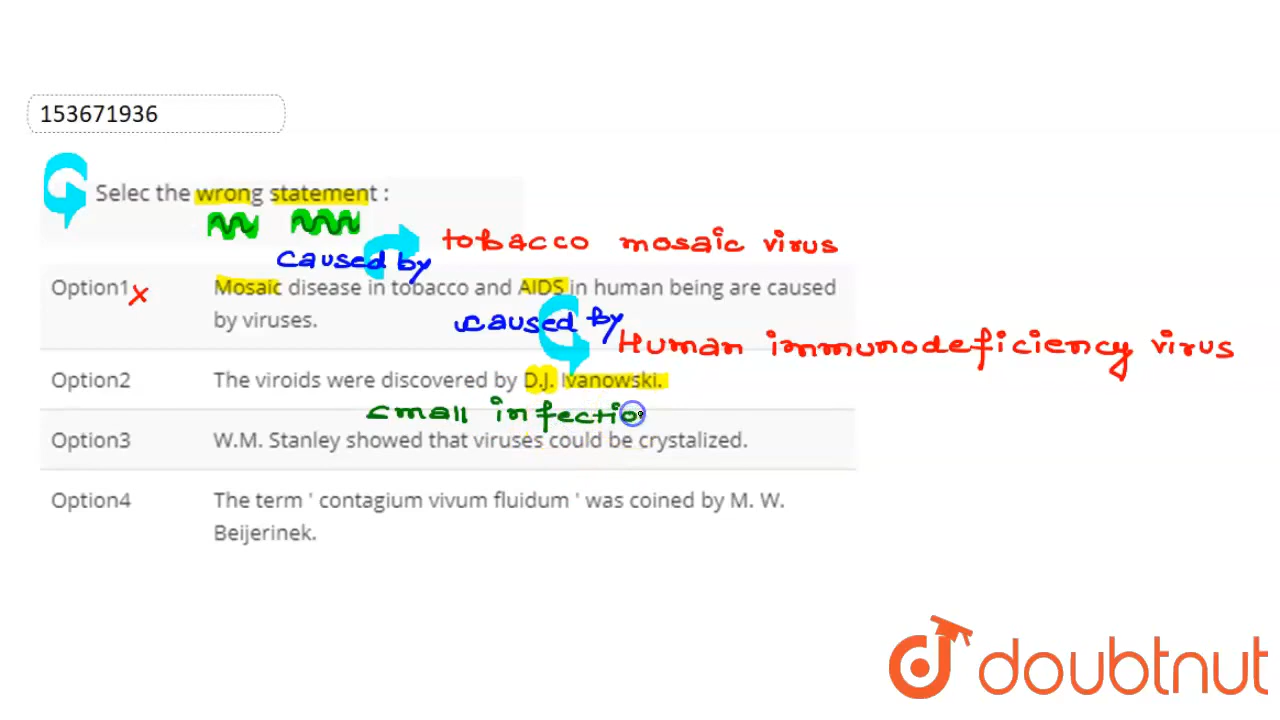 153671936
Selec the wrong statement :
tobacco mosaic virus
caused by
Option1 x Mosaic disease in tobacco and AIDS in human being are caused
by viruses.
caused by
Human immunodeficiency virus
Option2 The viroids were discovered by D.J. Ivanowski.
small infectio
Option3 W.M. Stanley showed that viruses could be crystalized.
Option4 The term ' contagium vivum fluidum ' was coined by M. W.
Beijerinek.
doubtnut